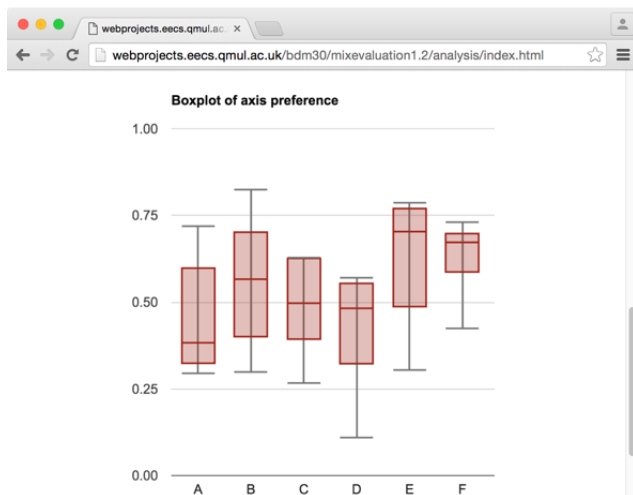 webprojects.eecs.qmul.ac.
webprojects.eecs.qmul.ac.uk/bdm30/mixevaluation1.2/analysis/index.html
Boxplot of axis preference
1.00
0.75
0.50
0.25
0.00
A B C D E F